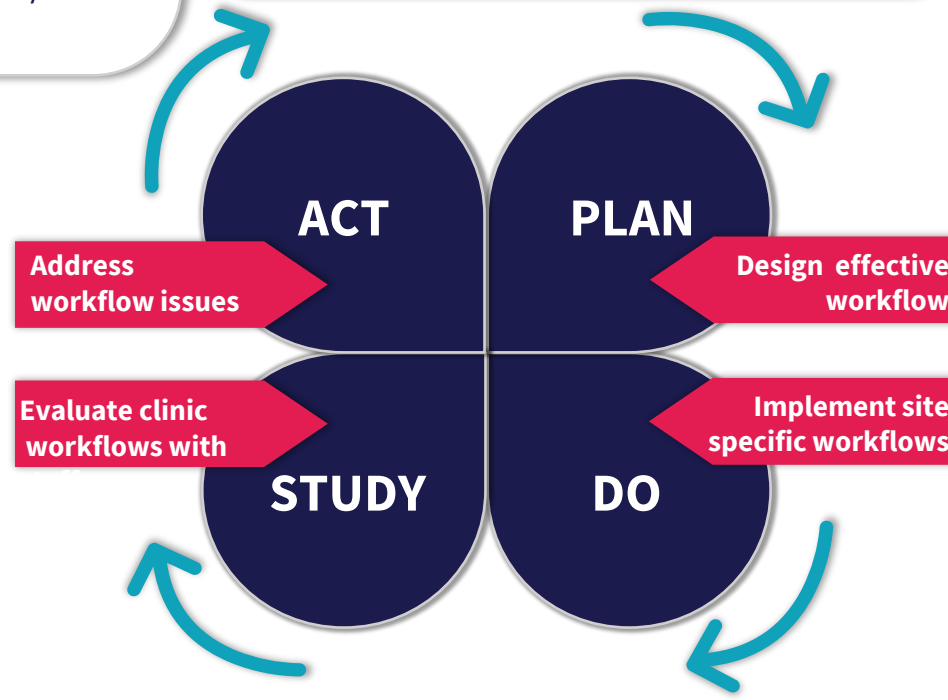 ACT
PLAN
Address
workflow issues
Design effective
workflow
Evaluate clinic
workflows with
Implement site
specific workflows
STUDY
DO